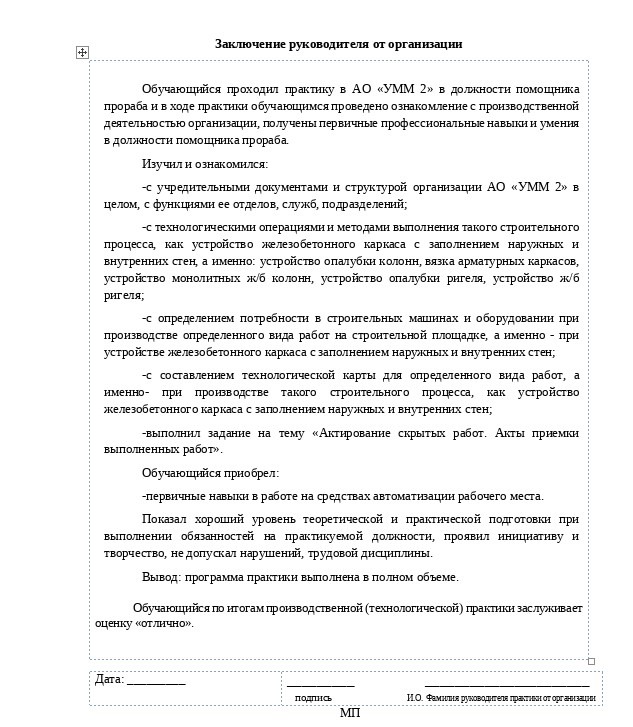 Заключение руководителя от организации
Обучающийся проходил практику в АО «УММ 2» в должности помощника
прораба и в ходе практики обучающимся проведено ознакомление с производственной
деятельностью организации, получены первичные профессиональные навыки и умения
в должности помощника прораба.
Изучил и ознакомился:
-с учредительными документами и структурой организации АО «УММ 2» в
целом, с функциями ее отделов, служб, подразделений;
-с технологическими операциями и методами выполнения такого строительного
процесса, как устройство железобетонного каркаса с заполнением наружных и
внутренних стен, а именно: устройство опалубки колонн, вязка арматурных каркасов,
устройство монолитных ж/б колонн, устройство опалубки ригеля, устройство ж/б
ригеля;
-с определением потребности в строительных машинах и оборудовании при
производстве определенного вида работ на строительной площадке, а именно - при
устройстве железобетонного каркаса с заполнением наружных и внутренних стен;
-с составлением технологической карты для определенного вида работ, а
именно- при производстве такого строительного процесса, как устройство
железобетонного каркаса с заполнением наружных и внутренних стен;
-выполнил задание на тему «Актирование скрытых работ. Акты приемки
выполненных работ».
Обучающийся приобрел:
-первичные навыки в работе на средствах автоматизации рабочего места.
Показал хороший уровень теоретической и практической подготовки при
выполнении обязанностей на практикуемой должности, проявил инициативу и
творчество, не допускал нарушений, трудовой дисциплины.
Вывод: программа практики выполнена в полном объеме.
Обучающийся по итогам производственной (технологической) практики заслуживает
оценку «отлично».
Дата: _________
___________ ___________________________
подпись И.О. Фамилия руководителя практики от организации
МП